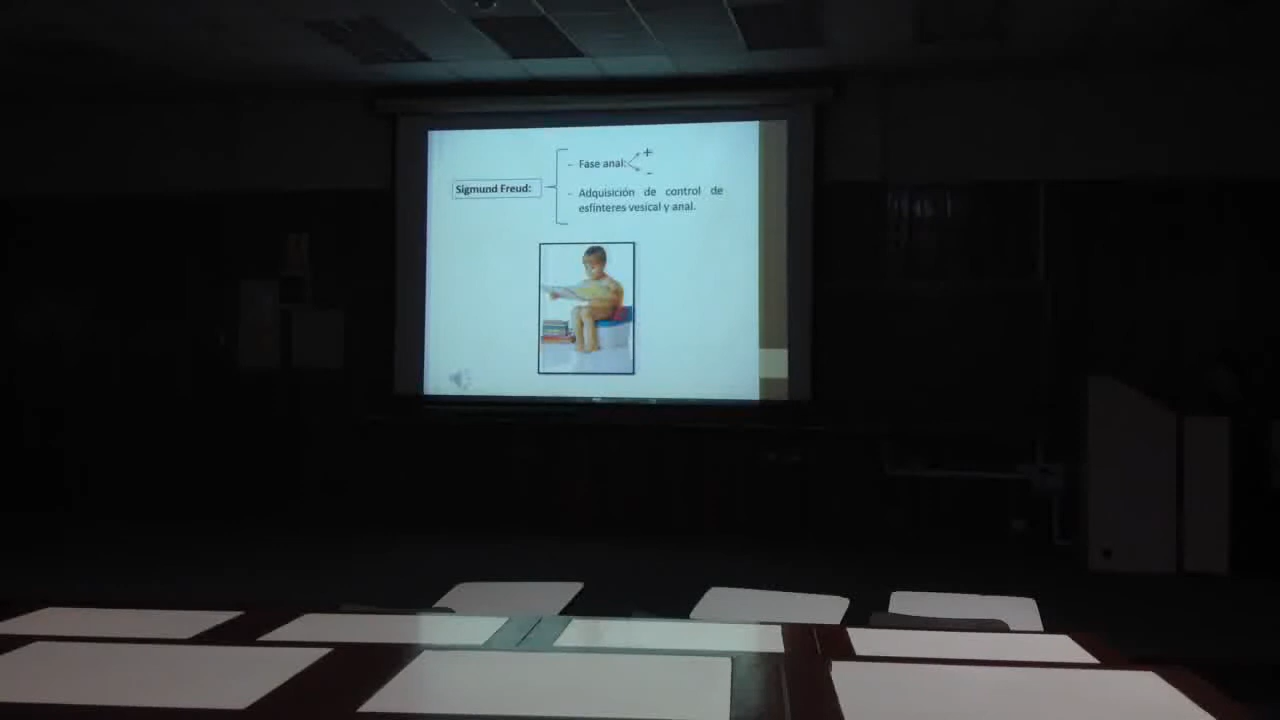 - Fase anal: +
-
Sigmund Freud:
- Adquisición de control de
esfínteres vesical y anal.